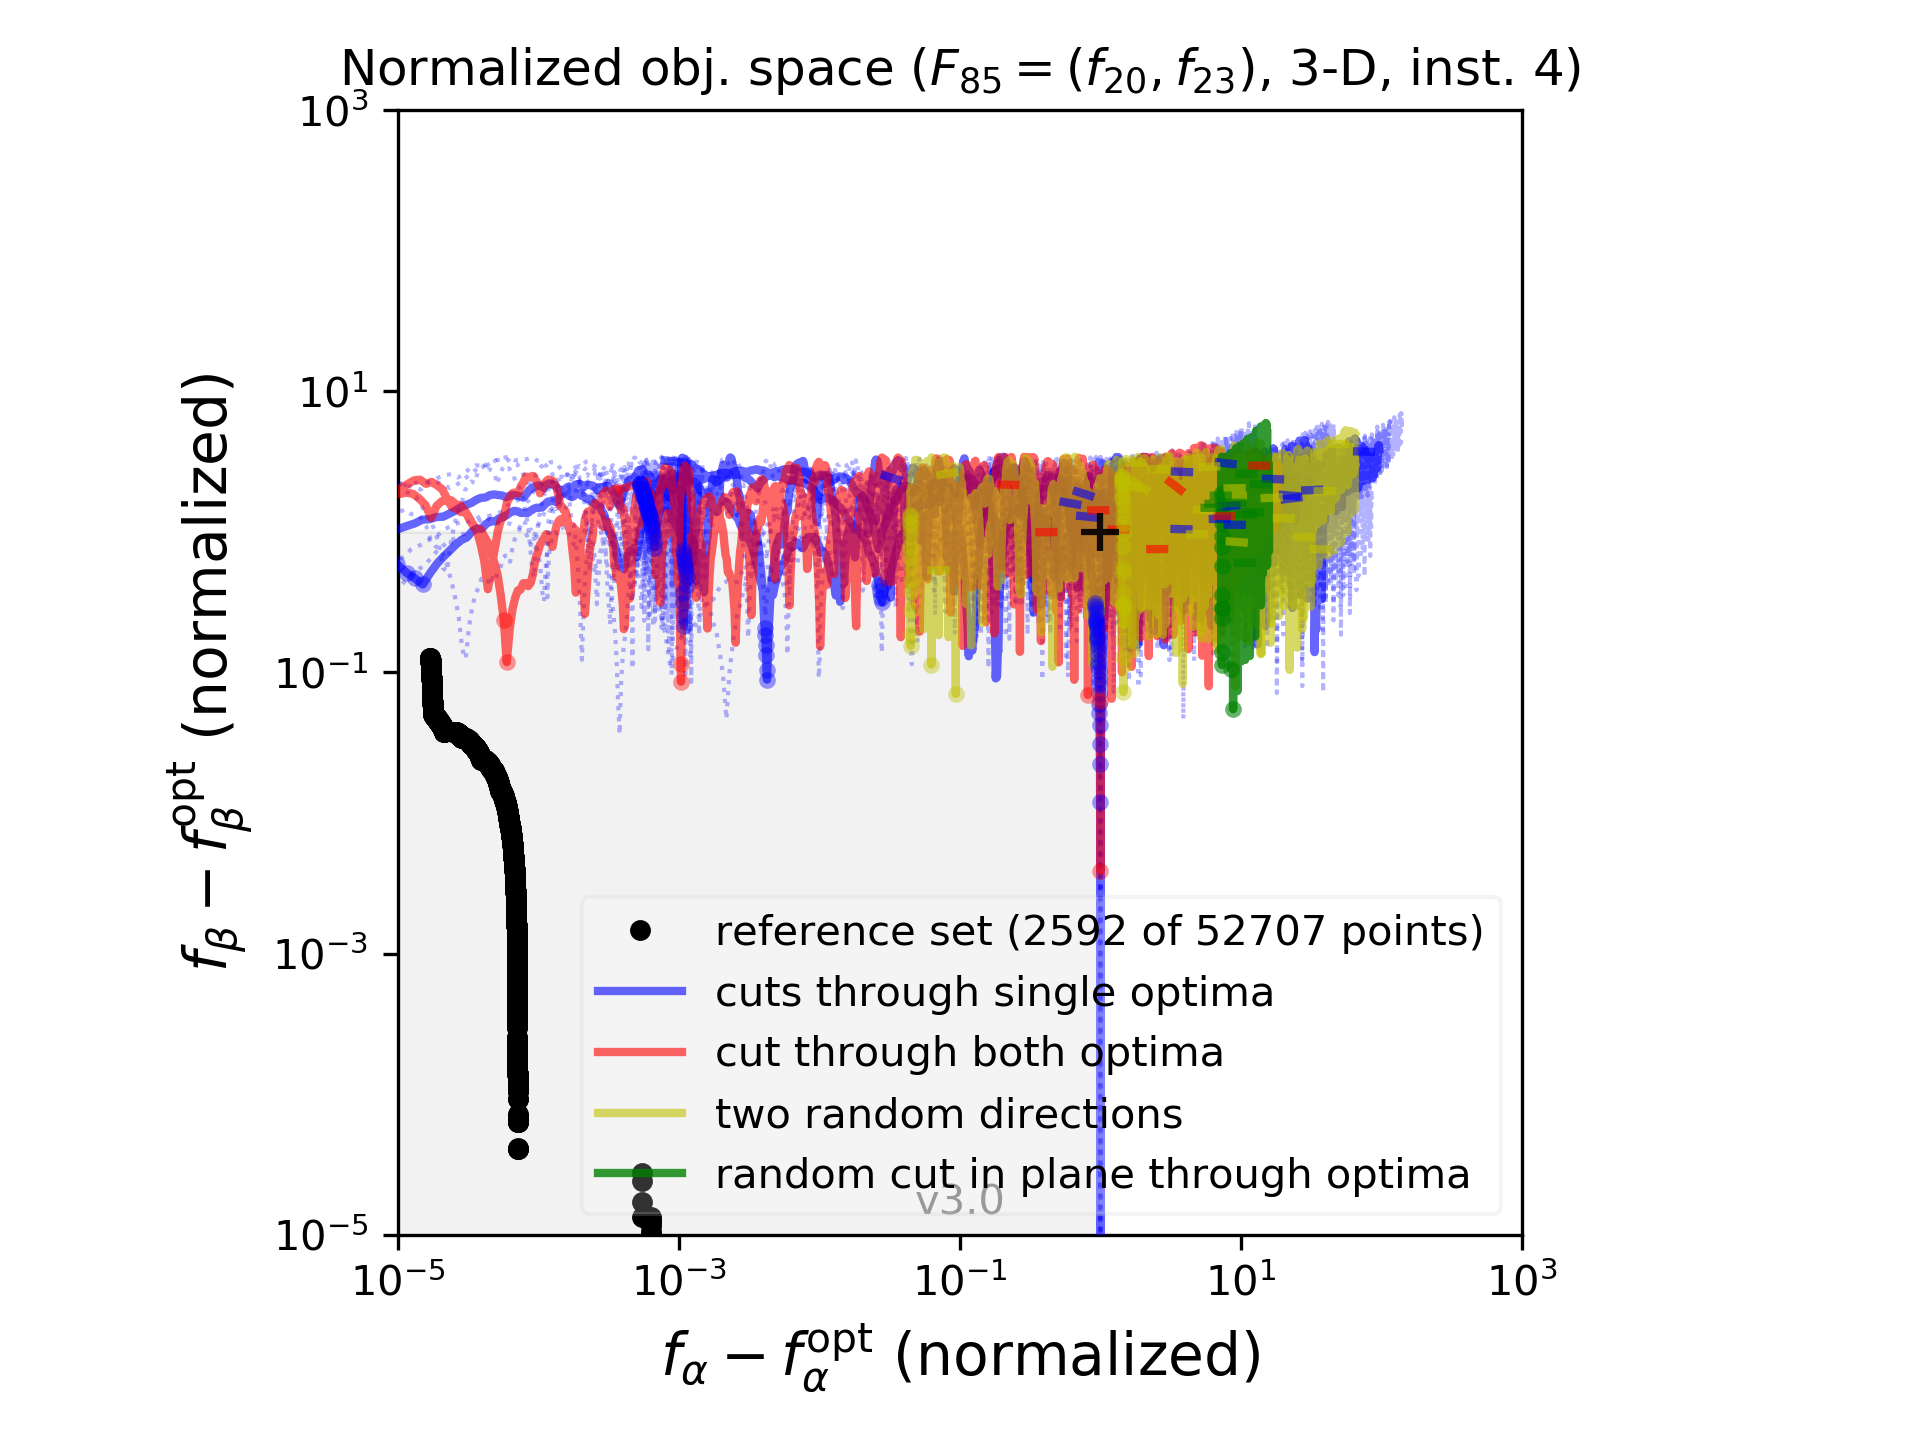 Normalized obj. space (F₈₅ = (f₂₀, f₂₃), 3-D, inst. 4)
10³
10¹
10⁻¹
10⁻³
10⁻⁵
f_β − f_β^opt (normalized)
reference set (2592 of 52707 points)
cuts through single optima
cut through both optima
two random directions
random cut in plane through optima
v3.0
10⁻⁵ 10⁻³ 10⁻¹ 10¹ 10³
f_α − f_α^opt (normalized)